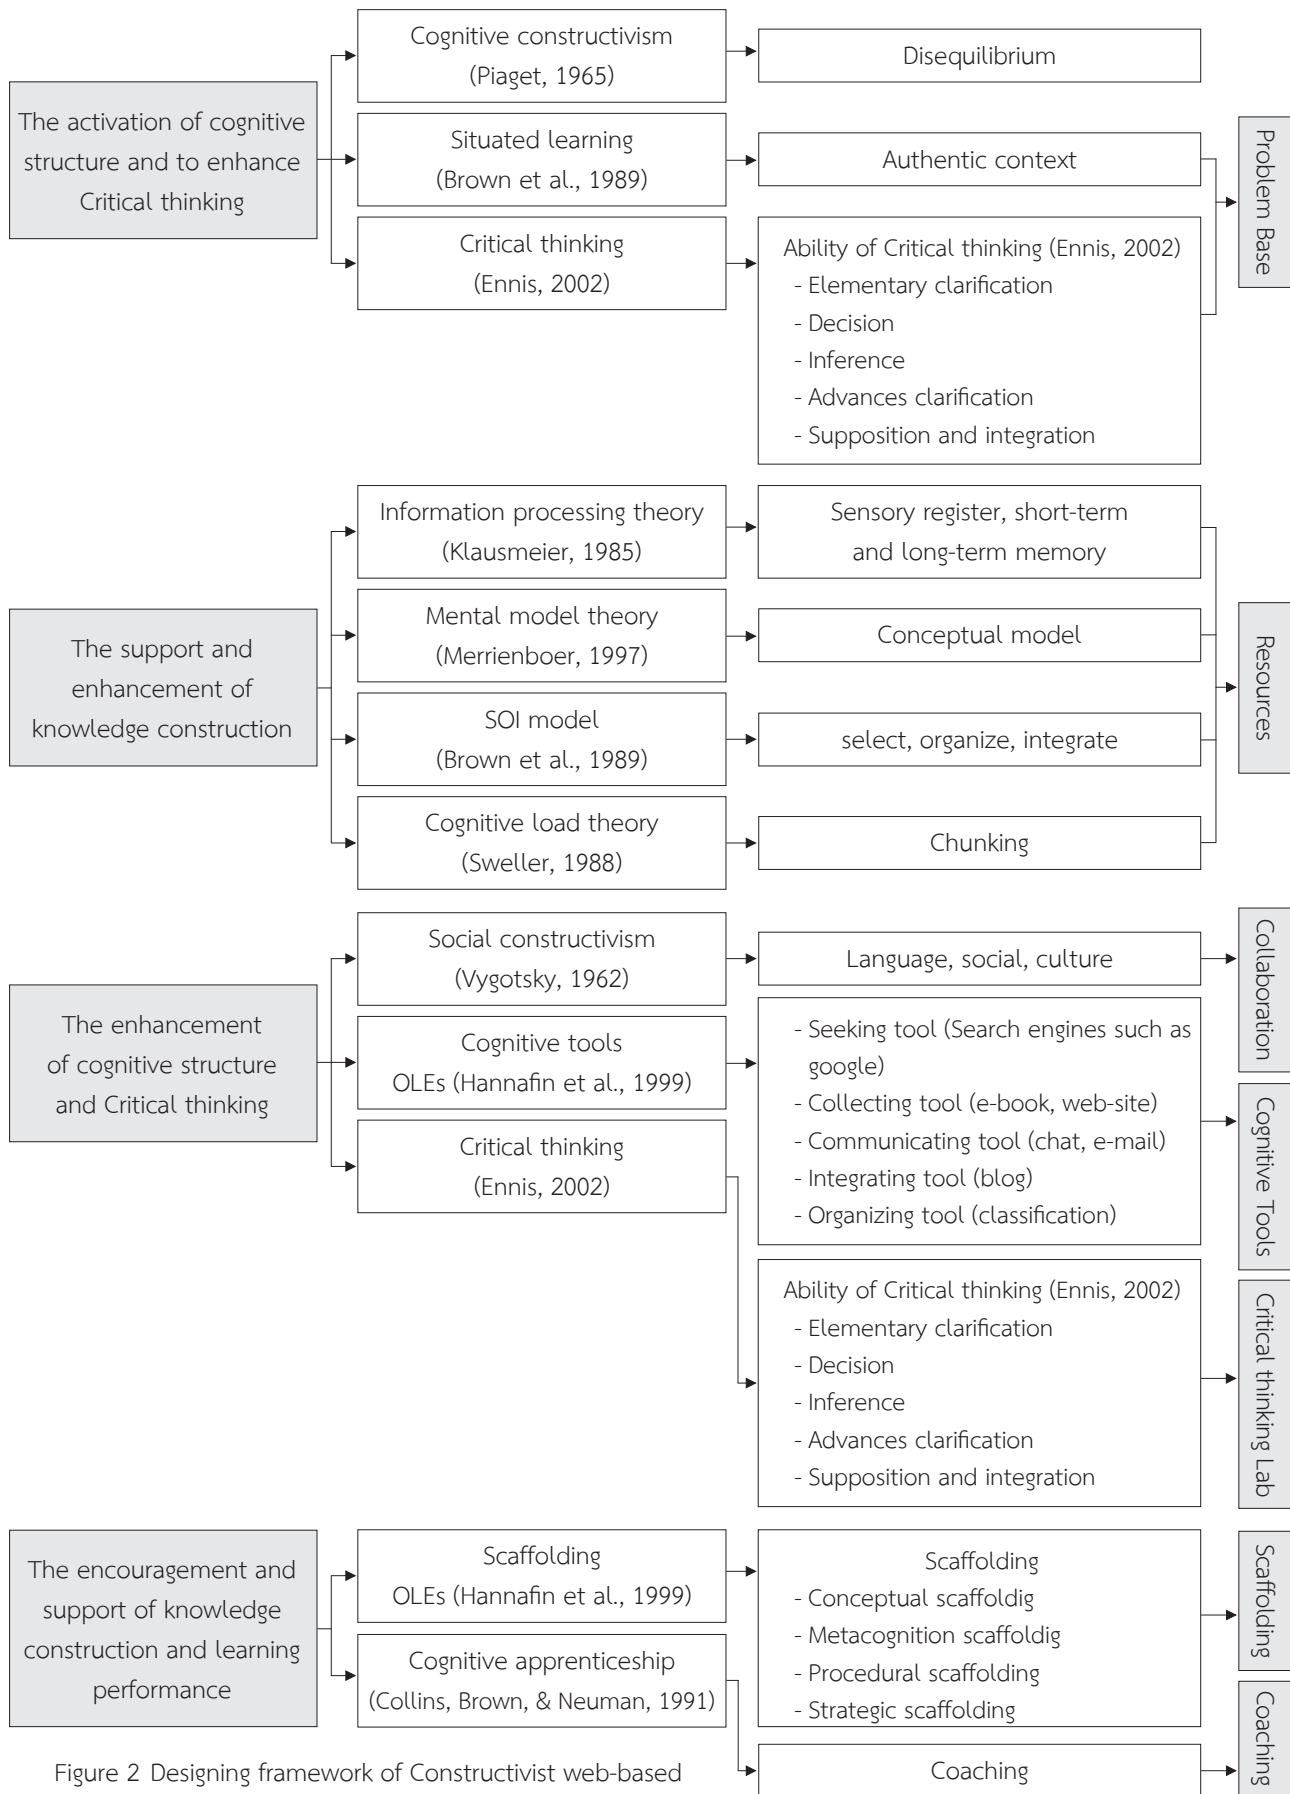 The activation of cognitive
structure and to enhance
Critical thinking
Cognitive constructivism
(Piaget, 1965)
Disequilibrium
Situated learning
(Brown et al., 1989)
Authentic context
Critical thinking
(Ennis, 2002)
Ability of Critical thinking (Ennis, 2002)
- Elementary clarification
- Decision
- Inference
- Advances clarification
- Supposition and integration
Problem Base
The support and
enhancement of
knowledge construction
Information processing theory
(Klausmeier, 1985)
Sensory register, short-term
and long-term memory
Mental model theory
(Merrienboer, 1997)
Conceptual model
SOI model
(Brown et al., 1989)
select, organize, integrate
Cognitive load theory
(Sweller, 1988)
Chunking
Resources
The enhancement
of cognitive structure
and Critical thinking
Social constructivism
(Vygotsky, 1962)
Language, social, culture
Collaboration
Cognitive tools
OLEs (Hannafin et al., 1999)
- Seeking tool (Search engines such as
google)
- Collecting tool (e-book, web-site)
- Communicating tool (chat, e-mail)
- Integrating tool (blog)
- Organizing tool (classification)
Cognitive Tools
Critical thinking
(Ennis, 2002)
Ability of Critical thinking (Ennis, 2002)
- Elementary clarification
- Decision
- Inference
- Advances clarification
- Supposition and integration
Critical thinking Lab
The encouragement and
support of knowledge
construction and learning
performance
Scaffolding
OLEs (Hannafin et al., 1999)
Scaffolding
- Conceptual scaffoldig
- Metacognition scaffoldig
- Procedural scaffolding
- Strategic scaffolding
Scaffolding
Cognitive apprenticeship
(Collins, Brown, & Neuman, 1991)
Coaching
Coaching
Figure 2 Designing framework of Constructivist web-based